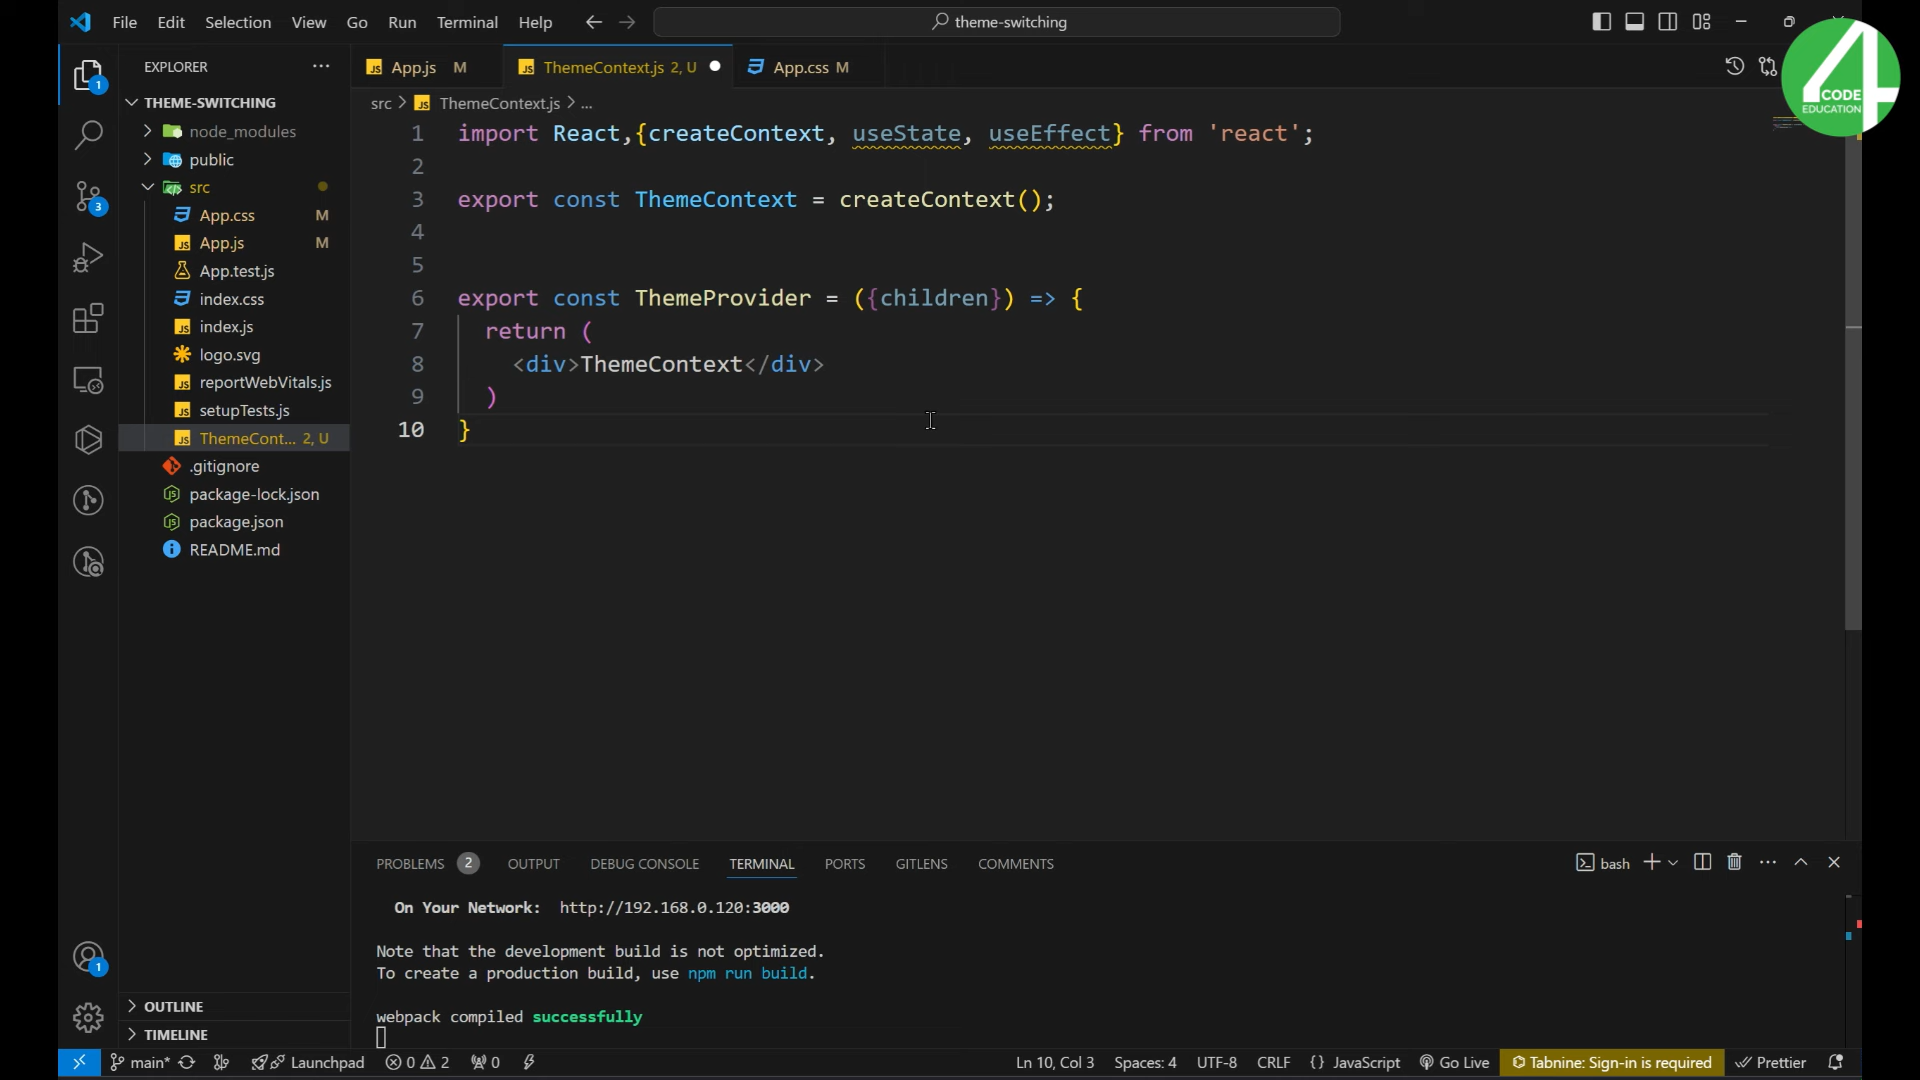 File Edit Selection View Go Run Terminal Help
theme-switching
4
CODE
EDUCATION
EXPLORER ...
App.js M
ThemeContext.js 2, U
App.css M
1
THEME-SWITCHING
node_modules
public
src
App.css M
App.js M
App.test.js
index.css
index.js
logo.svg
reportWebVitals.js
setupTests.js
ThemeCont... 2, U
.gitignore
package-lock.json
package.json
README.md
3
src > ThemeContext.js > ...
1 import React,{createContext, useState, useEffect} from 'react';
2
3 export const ThemeContext = createContext();
4
5
6 export const ThemeProvider = ({children}) => {
7 return (
8 <div>ThemeContext</div>
9 )
10 }
PROBLEMS 2 OUTPUT DEBUG CONSOLE TERMINAL PORTS GITLENS COMMENTS
bash
On Your Network: http://192.168.0.120:3000
Note that the development build is not optimized.
To create a production build, use npm run build.
webpack compiled successfully
1
OUTLINE
TIMELINE
main* Launchpad 0 2 0
Ln 10, Col 3 Spaces: 4 UTF-8 CRLF {} JavaScript Go Live Tabnine: Sign-in is required Prettier